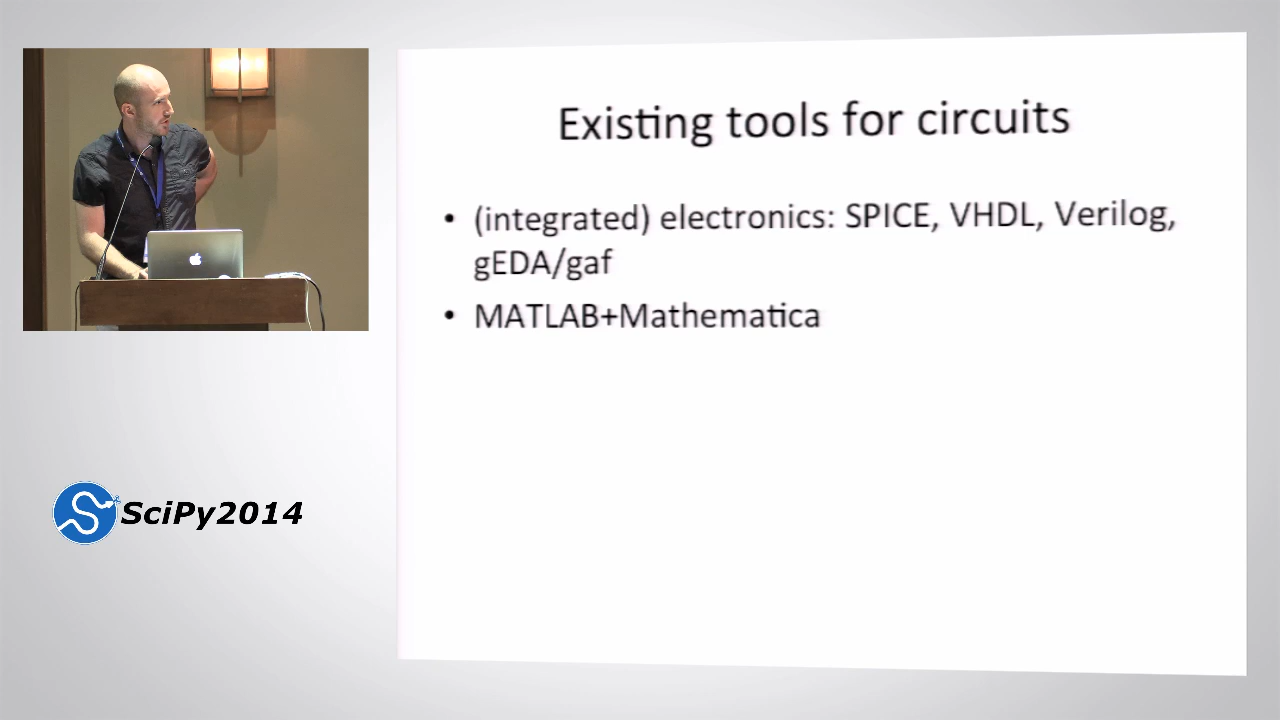 Existing tools for circuits
• (integrated) electronics: SPICE, VHDL, Verilog,
gEDA/gaf
• MATLAB+Mathematica
SciPy2014